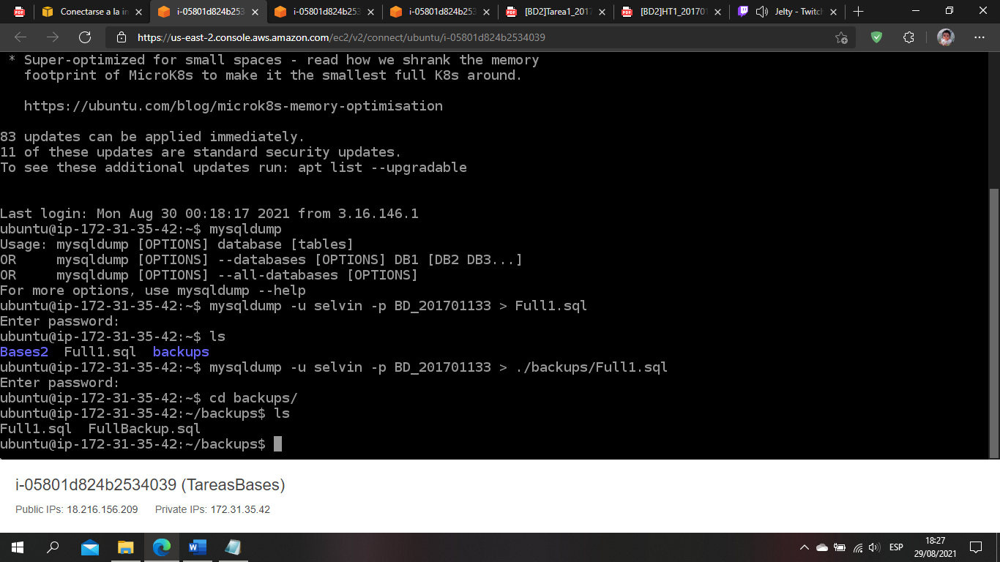 Conectarse a la in
i-05801d824b253
i-05801d824b253
i-05801d824b253
[BD2]Tarea1_2017
[BD2]HT1_20170
Jelty - Twitch
https://us-east-2.console.aws.amazon.com/ec2/v2/connect/ubuntu/i-05801d824b2534039
* Super-optimized for small spaces - read how we shrank the memory
footprint of MicroK8s to make it the smallest full K8s around.
https://ubuntu.com/blog/microk8s-memory-optimisation
83 updates can be applied immediately.
11 of these updates are standard security updates.
To see these additional updates run: apt list --upgradable
Last login: Mon Aug 30 00:18:17 2021 from 3.16.146.1
ubuntu@ip-172-31-35-42:~$ mysqldump
Usage: mysqldump [OPTIONS] database [tables]
OR     mysqldump [OPTIONS] --databases [OPTIONS] DB1 [DB2 DB3...]
OR     mysqldump [OPTIONS] --all-databases [OPTIONS]
For more options, use mysqldump --help
ubuntu@ip-172-31-35-42:~$ mysqldump -u selvin -p BD_201701133 > Full1.sql
Enter password:
ubuntu@ip-172-31-35-42:~$ ls
Bases2  Full1.sql  backups
ubuntu@ip-172-31-35-42:~$ mysqldump -u selvin -p BD_201701133 > ./backups/Full1.sql
Enter password:
ubuntu@ip-172-31-35-42:~$ cd backups/
ubuntu@ip-172-31-35-42:~/backups$ ls
Full1.sql  FullBackup.sql
ubuntu@ip-172-31-35-42:~/backups$
i-05801d824b2534039 (TareasBases)
Public IPs: 18.216.156.209 Private IPs: 172.31.35.42
ESP
18:27
29/08/2021